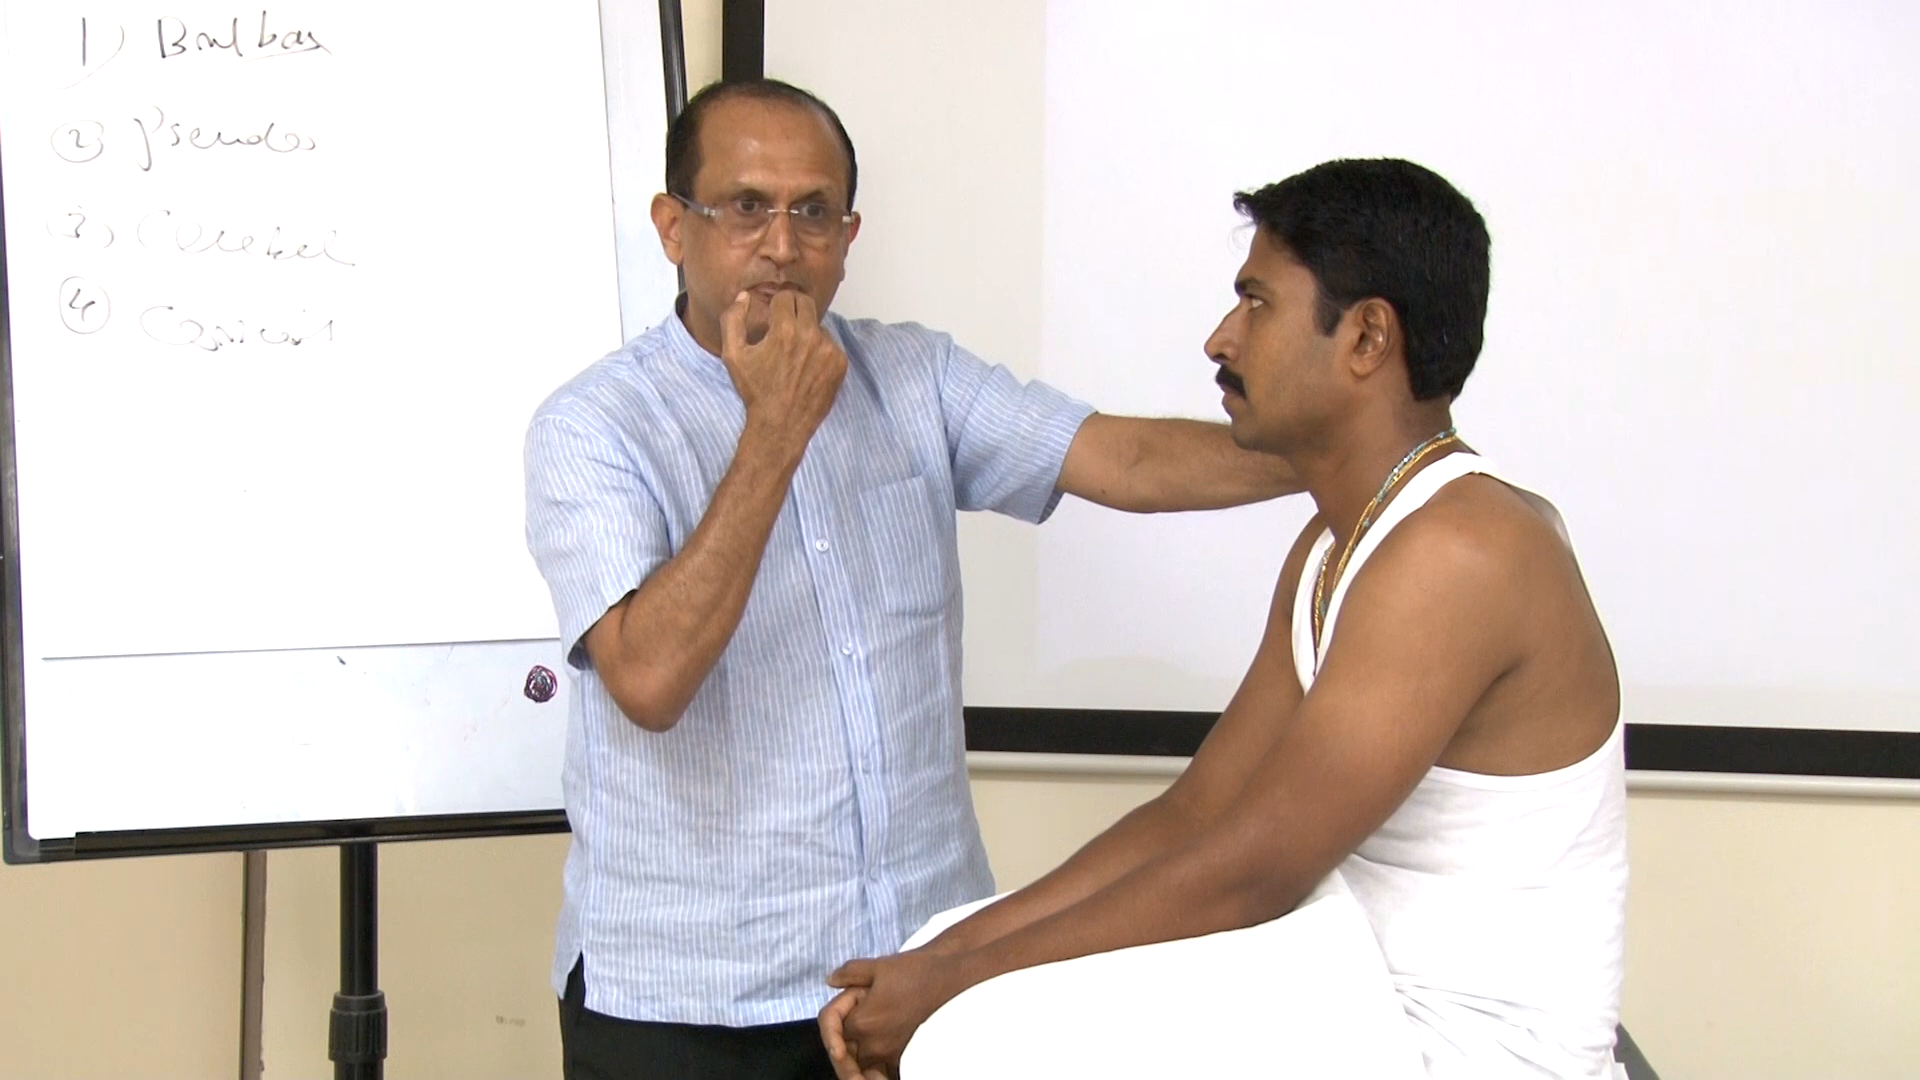 1) Bulbar
② Pseudo
3) Cerebel
④